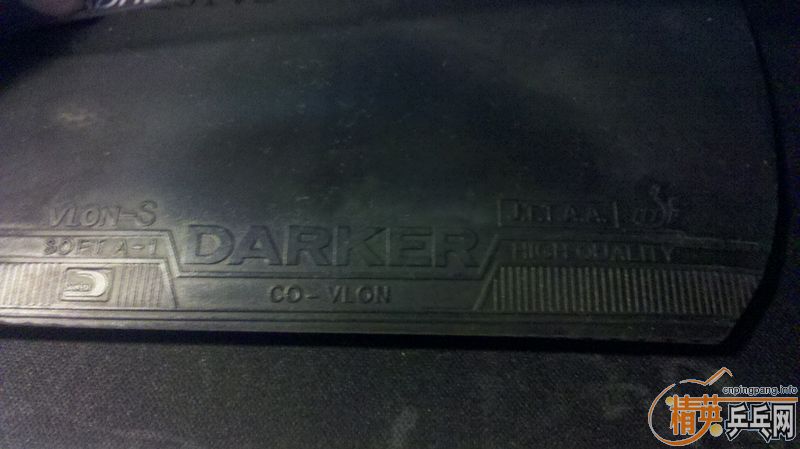 VLON-S
SOFT A-1
DARKER
J.T.T.A.A.
HIGH QUALITY
CO-VLON
cnpingpang.info
精英乒乓网